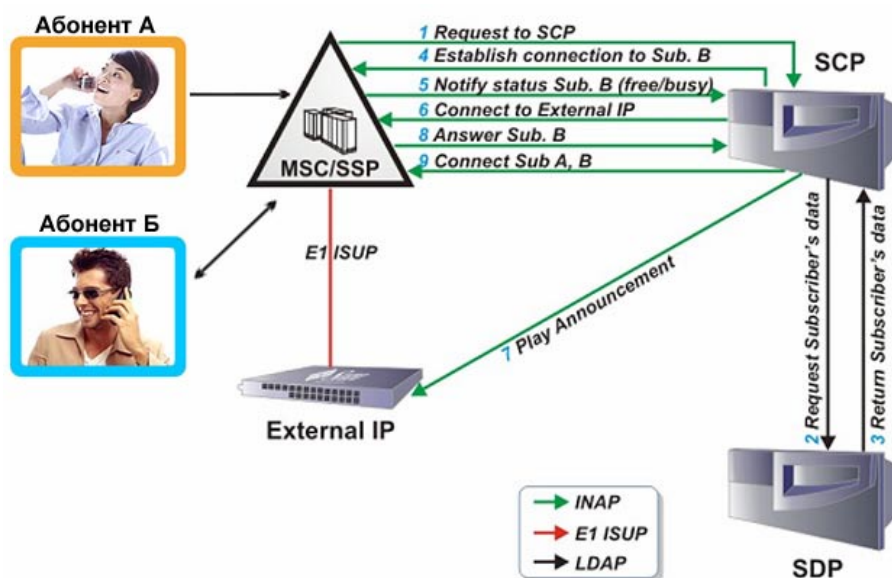 Абонент А
1 Request to SCP
4 Establish connection to Sub. B
5 Notify status Sub. B (free/busy)
6 Connect to External IP
8 Answer Sub. B
9 Connect Sub A, B
SCP
MSC/SSP
Абонент Б
E1 ISUP
7 Play Announcement
2 Request Subscriber's data
3 Return Subscriber's data
External IP
INAP
E1 ISUP
LDAP
SDP